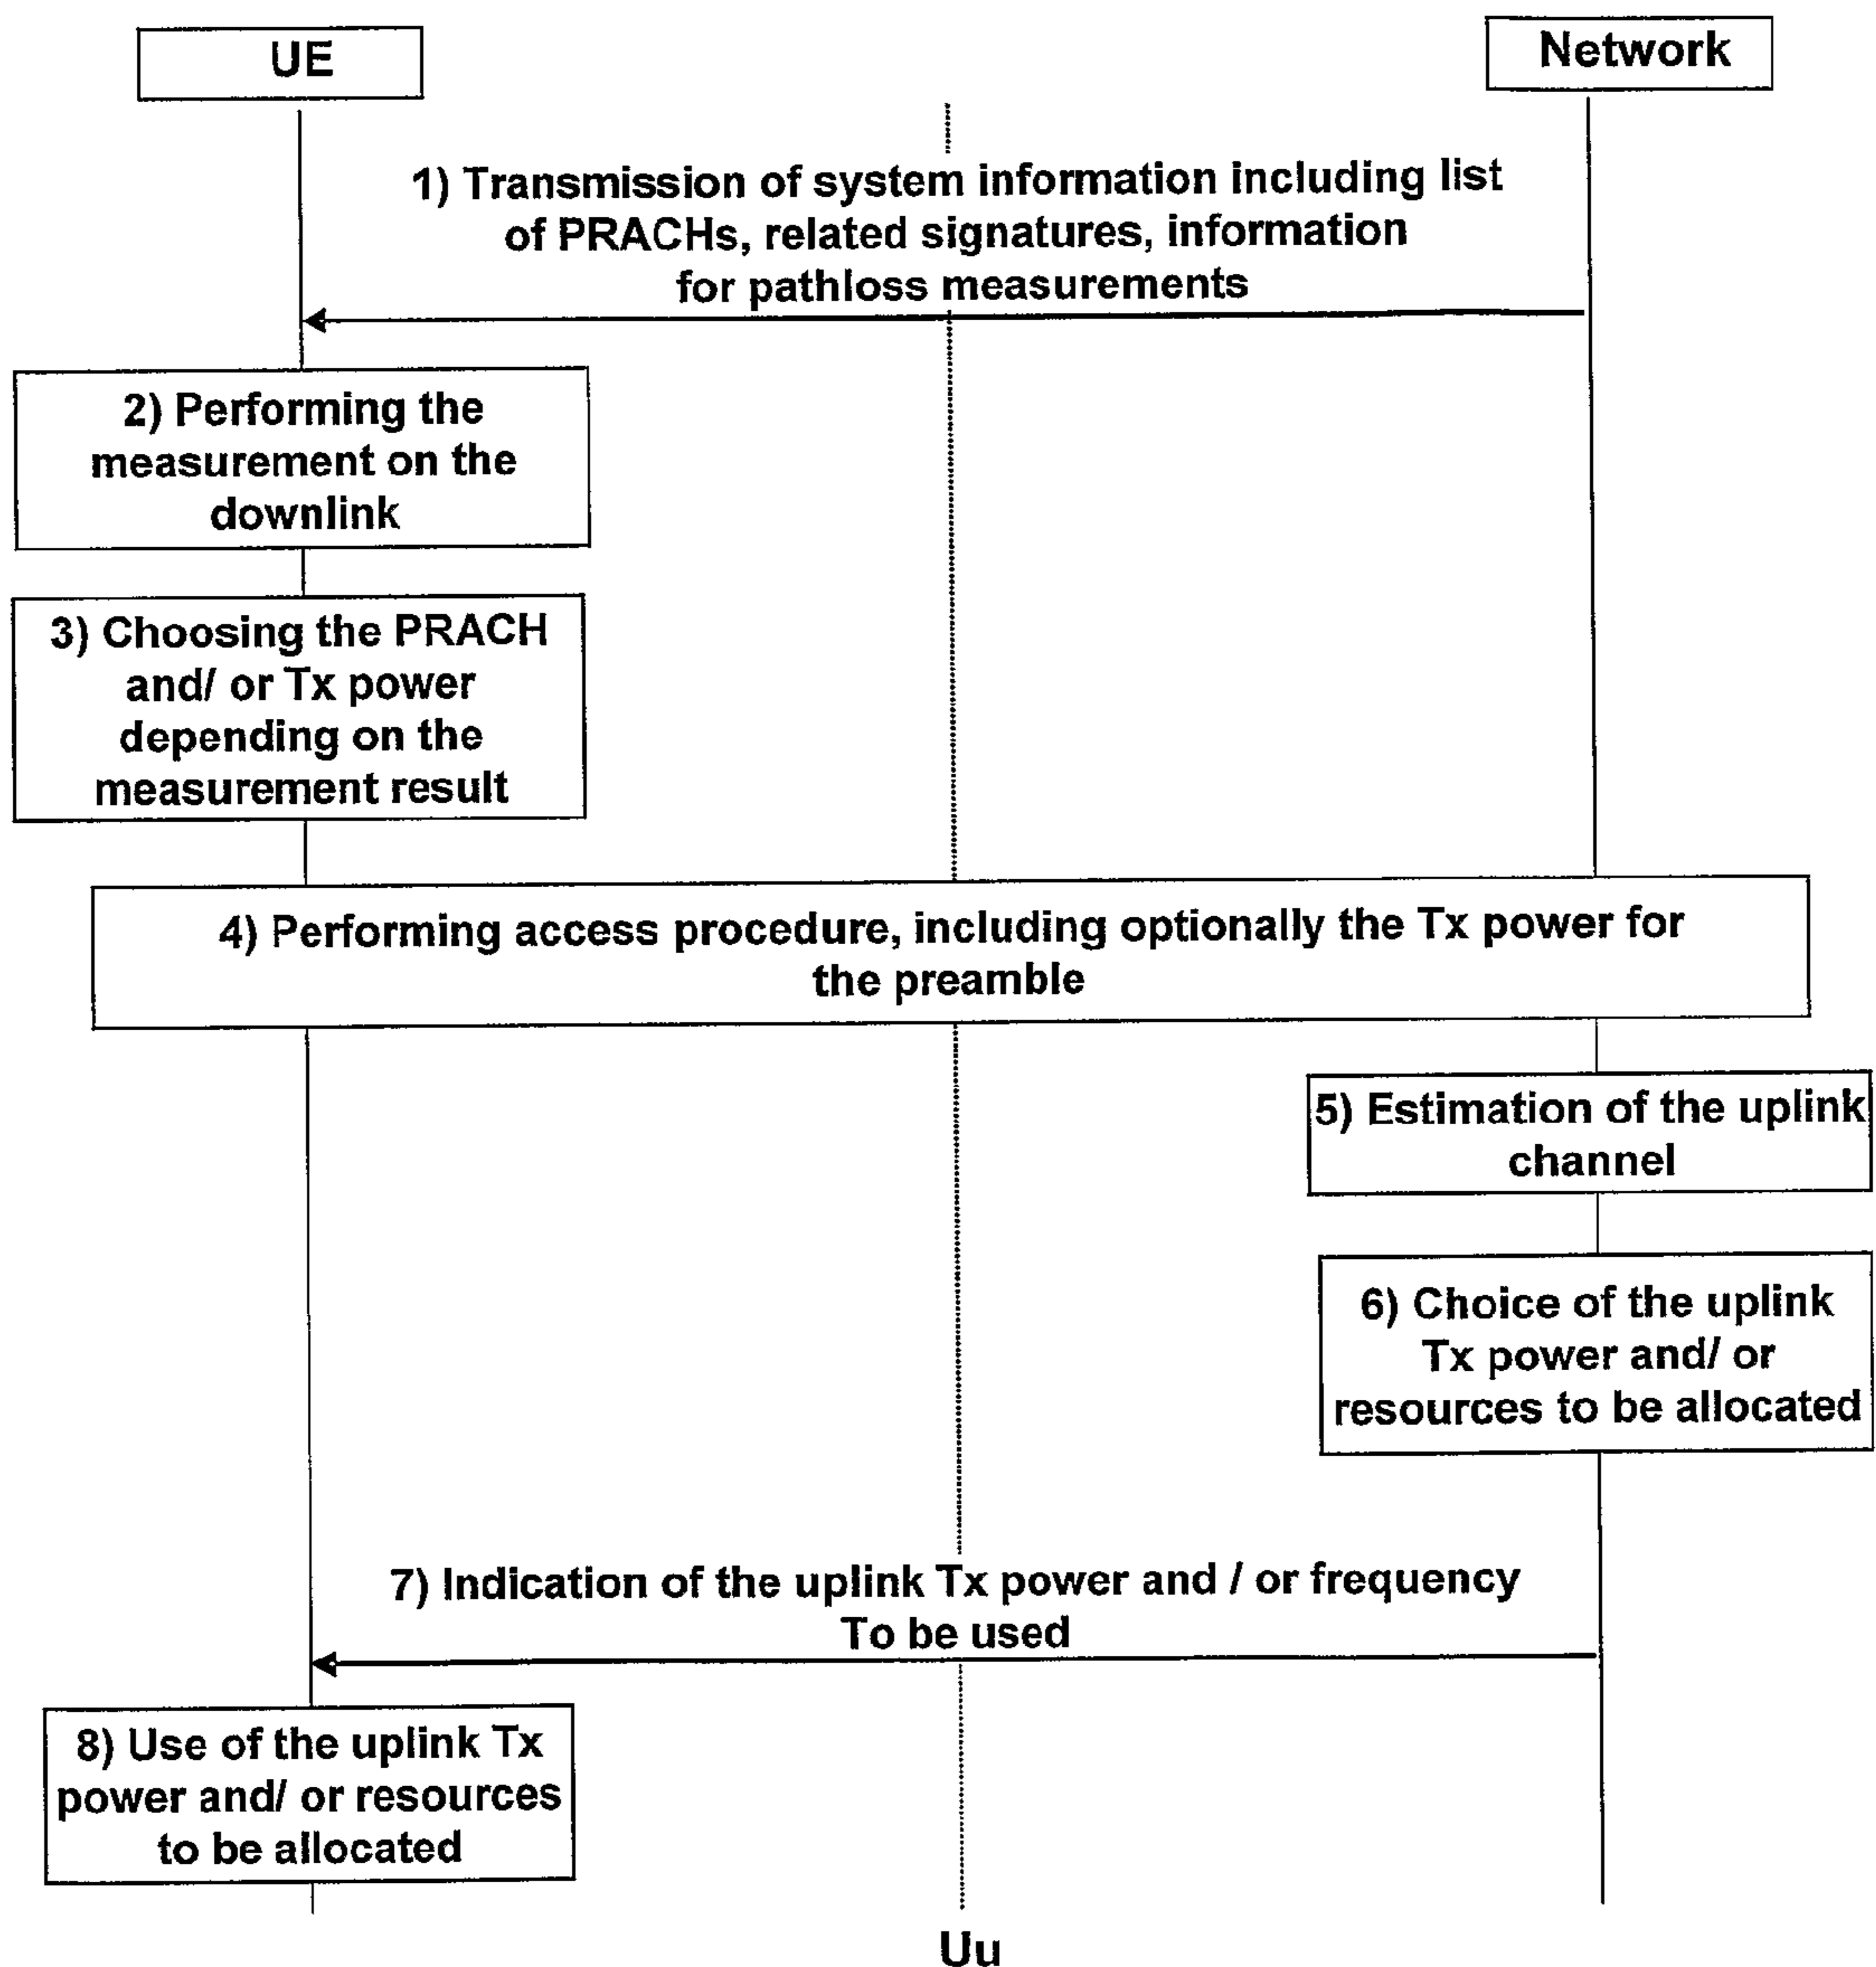 UE
Network
1) Transmission of system information including list
of PRACHs, related signatures, information
for pathloss measurements
2) Performing the
measurement on the
downlink
3) Choosing the PRACH
and/ or Tx power
depending on the
measurement result
4) Performing access procedure, including optionally the Tx power for
the preamble
5) Estimation of the uplink
channel
6) Choice of the uplink
Tx power and/ or
resources to be allocated
7) Indication of the uplink Tx power and / or frequency
To be used
8) Use of the uplink Tx
power and/ or resources
to be allocated
Uu